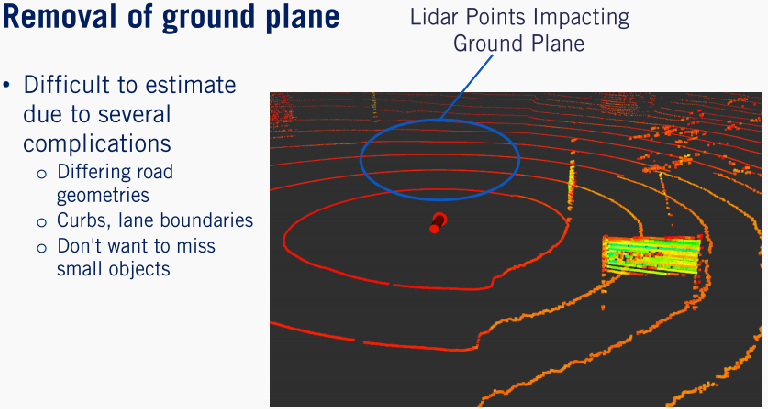 Removal of ground plane
Lidar Points Impacting
Ground Plane
• Difficult to estimate
due to several
complications
o Differing road
geometries
o Curbs, lane boundaries
o Don't want to miss
small objects